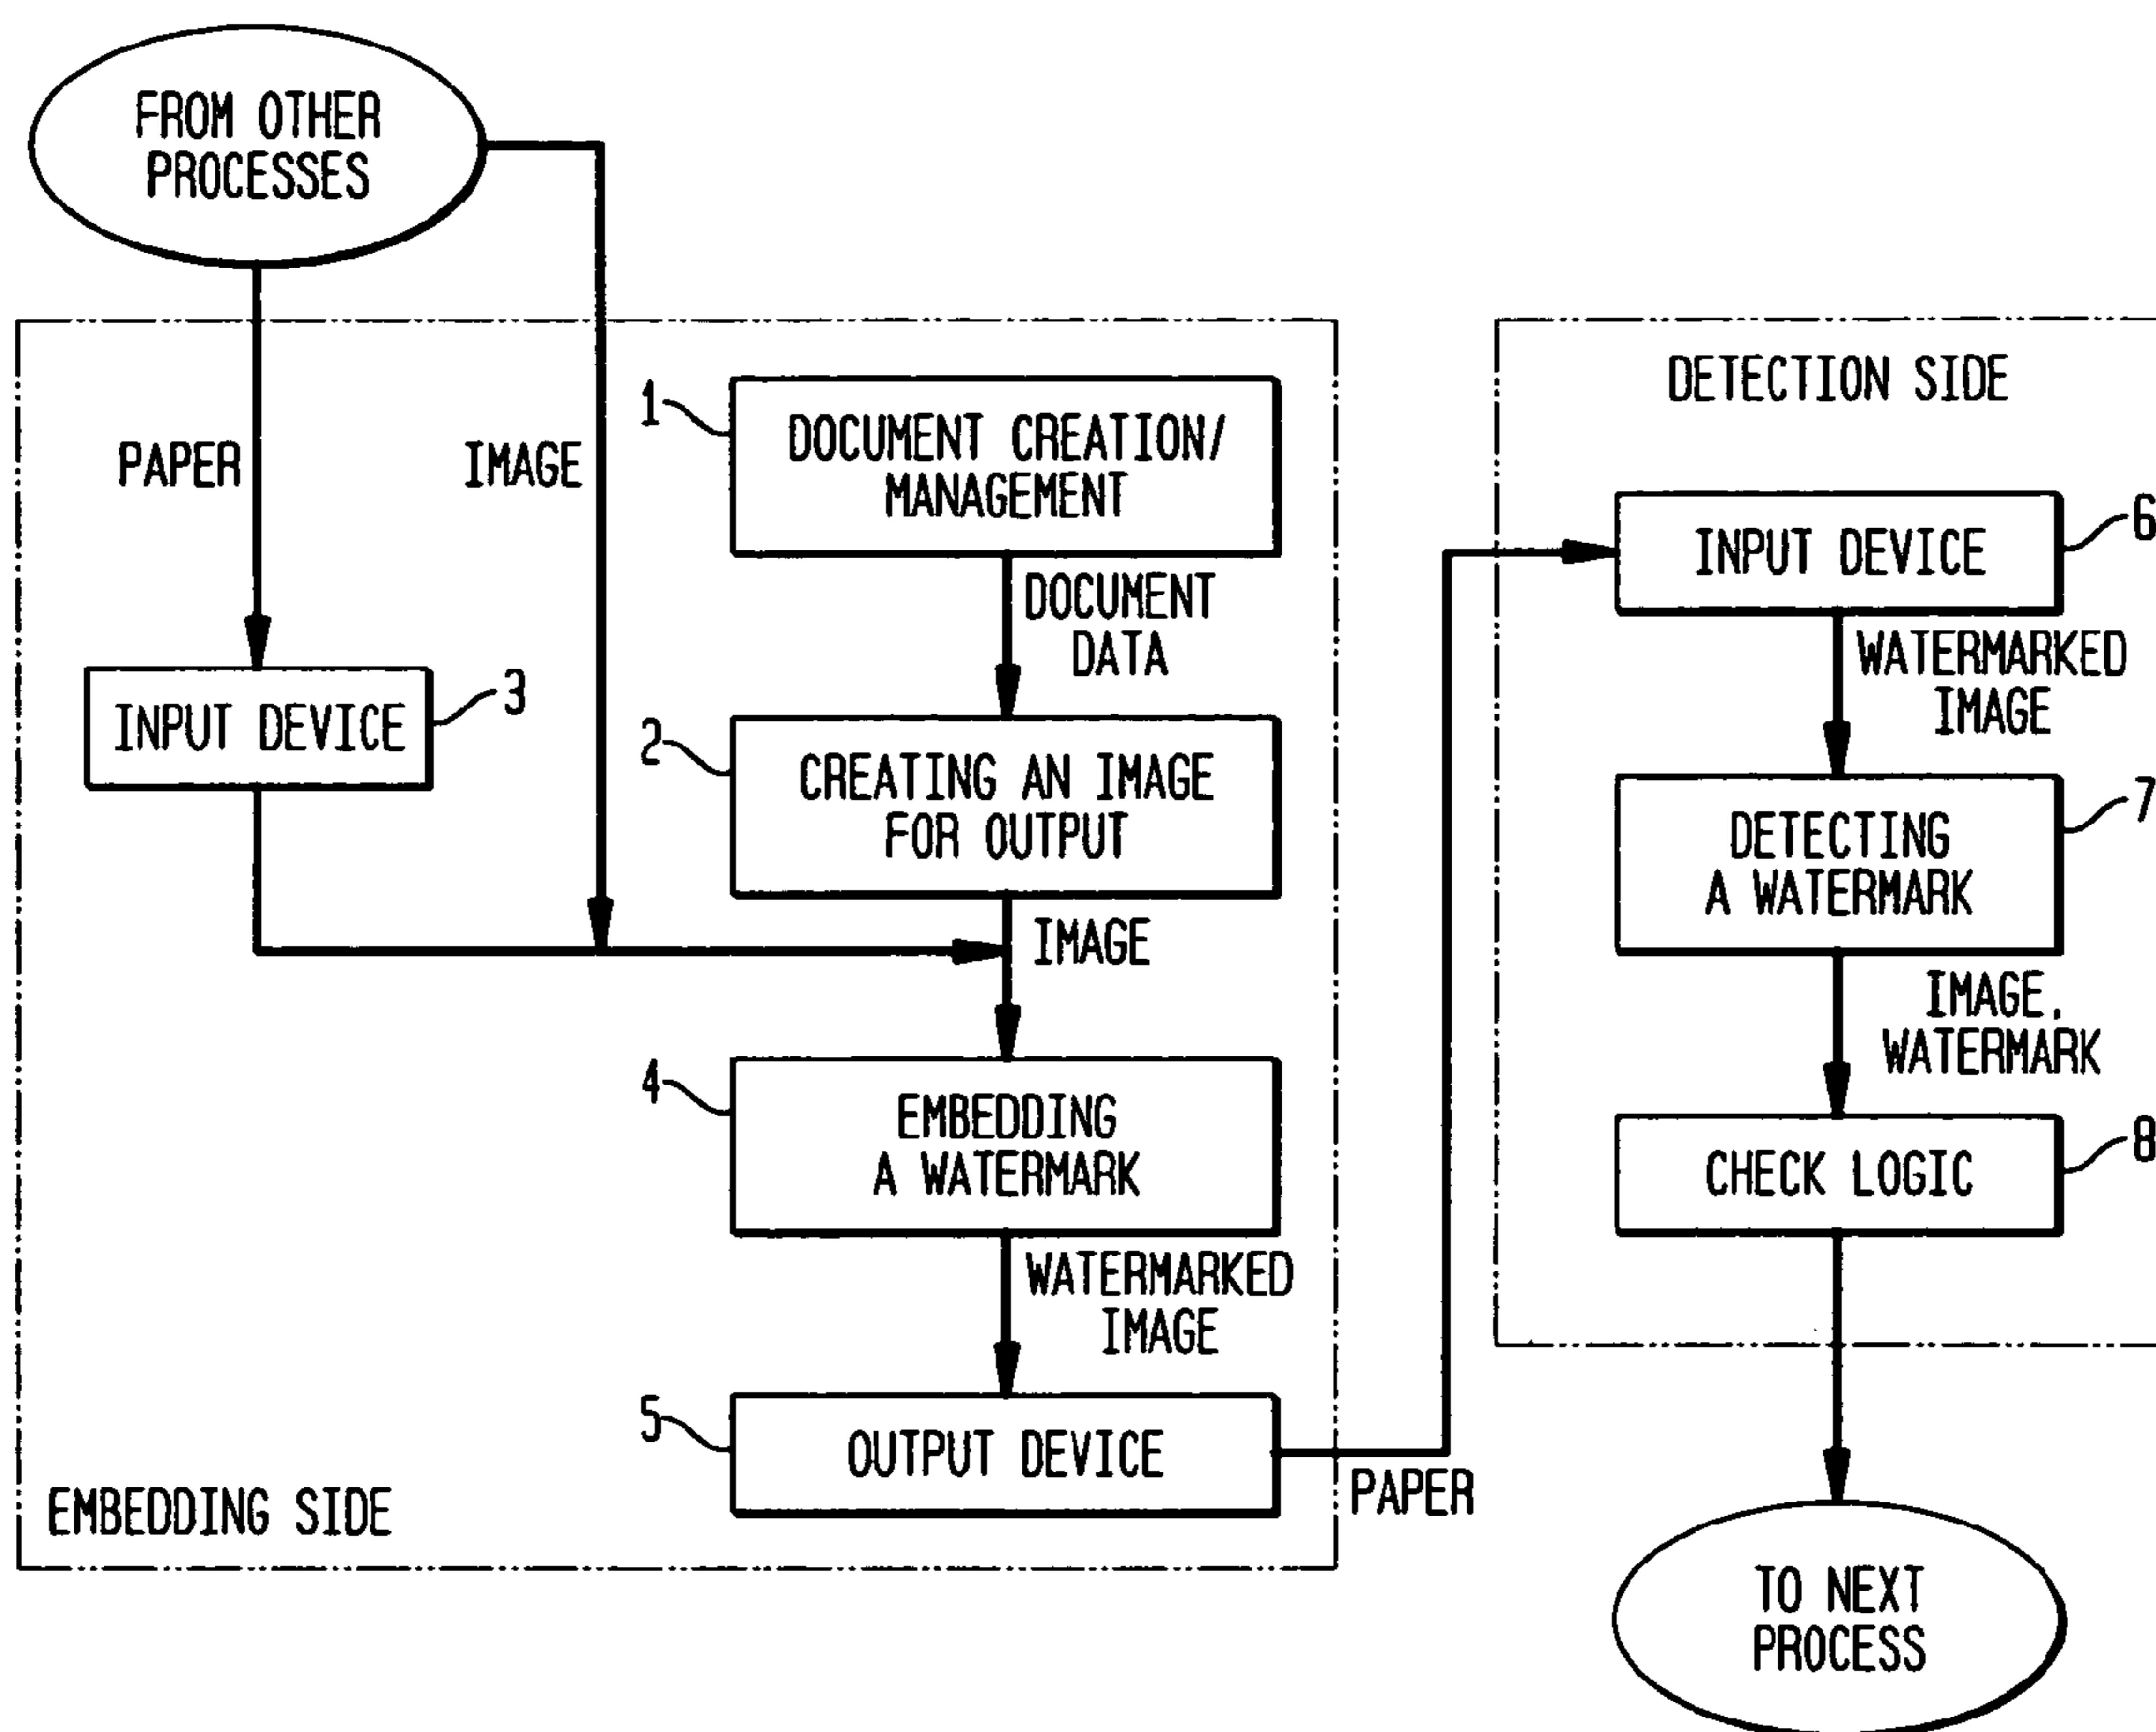 FROM OTHER
PROCESSES
PAPER
IMAGE
INPUT DEVICE
3
1
DOCUMENT CREATION/
MANAGEMENT
DOCUMENT
DATA
2
CREATING AN IMAGE
FOR OUTPUT
IMAGE
4
EMBEDDING
A WATERMARK
WATERMARKED
IMAGE
5
OUTPUT DEVICE
EMBEDDING SIDE
PAPER
DETECTION SIDE
INPUT DEVICE
6
WATERMARKED
IMAGE
DETECTING
A WATERMARK
7
IMAGE,
WATERMARK
CHECK LOGIC
8
TO NEXT
PROCESS